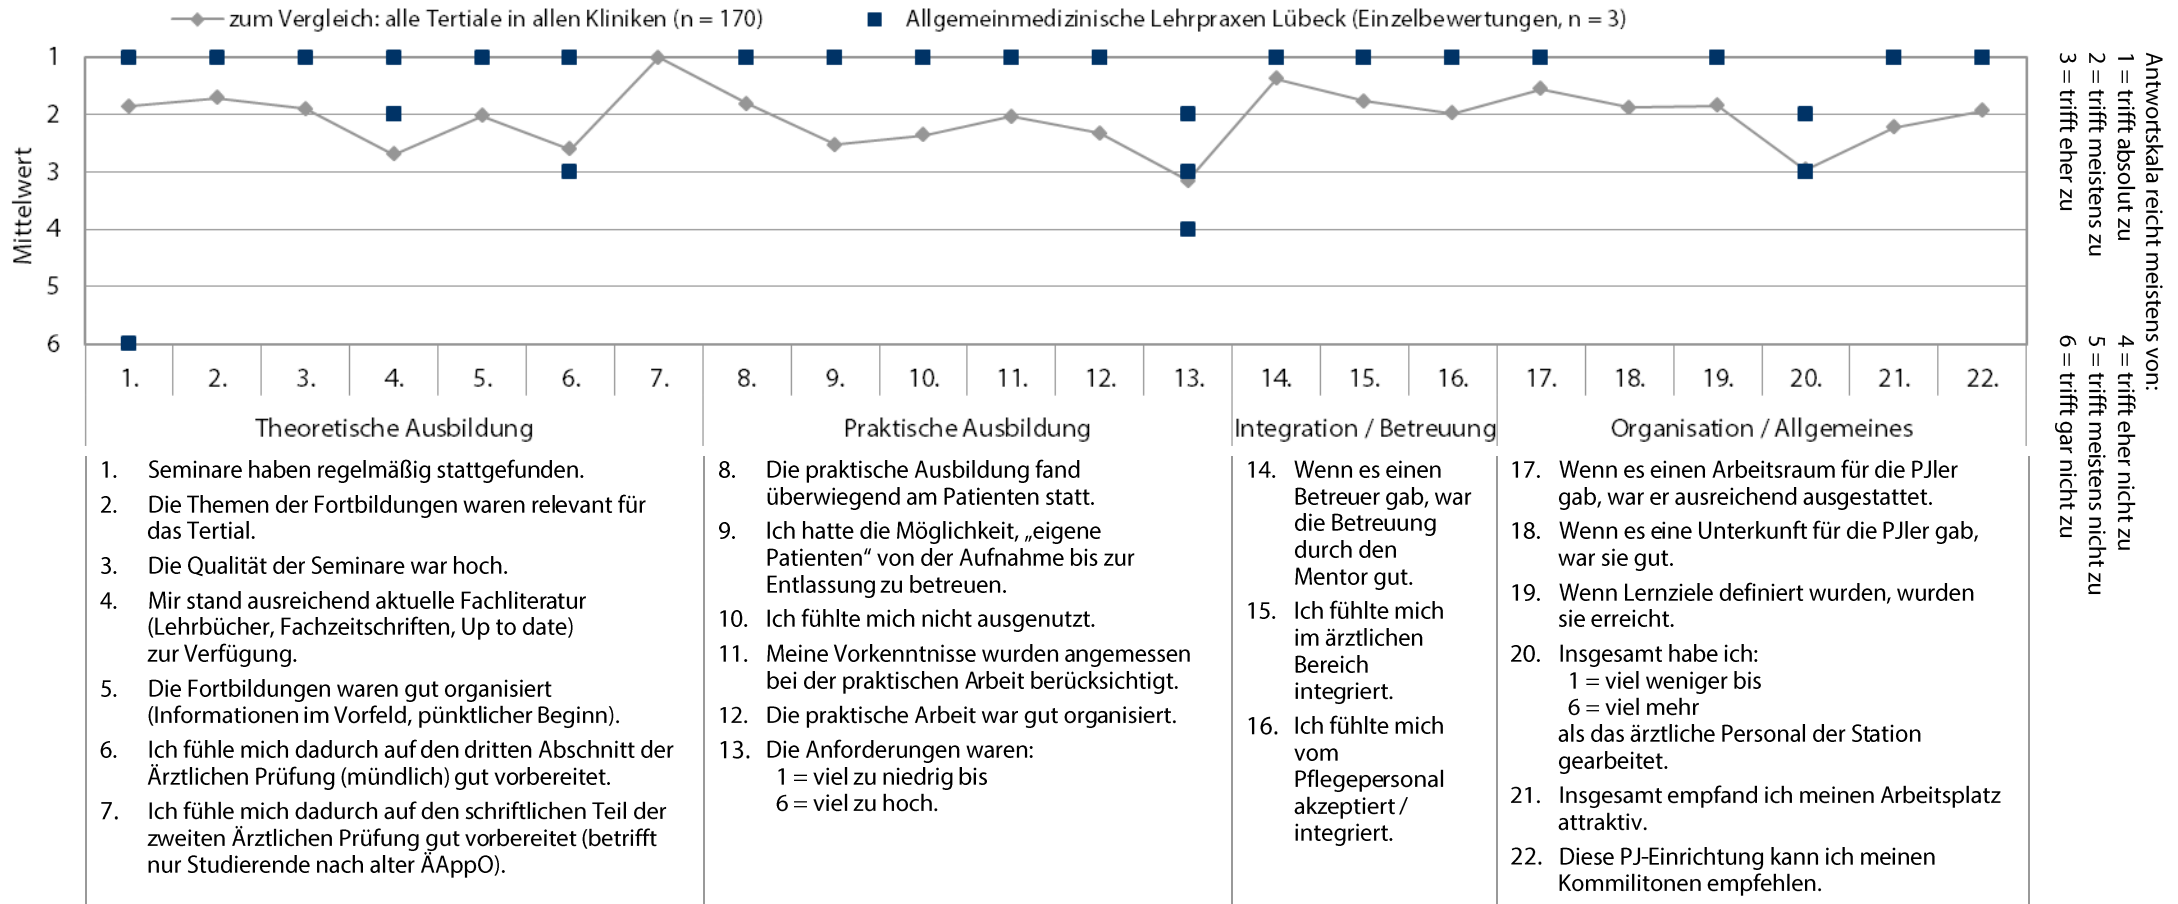 zum Vergleich: alle Tertiale in allen Kliniken (n = 170)
Allgemeinmedizinische Lehrpraxen Lübeck (Einzelbewertungen, n = 3)
Mittelwert
1
2
3
4
5
6
1. 2. 3. 4. 5. 6. 7. 8. 9. 10. 11. 12. 13. 14. 15. 16. 17. 18. 19. 20. 21. 22.
Theoretische Ausbildung
Praktische Ausbildung
Integration / Betreuung
Organisation / Allgemeines
1. Seminare haben regelmäßig stattgefunden.
2. Die Themen der Fortbildungen waren relevant für
das Tertial.
3. Die Qualität der Seminare war hoch.
4. Mir stand ausreichend aktuelle Fachliteratur
(Lehrbücher, Fachzeitschriften, Up to date)
zur Verfügung.
5. Die Fortbildungen waren gut organisiert
(Informationen im Vorfeld, pünktlicher Beginn).
6. Ich fühle mich dadurch auf den dritten Abschnitt der
Ärztlichen Prüfung (mündlich) gut vorbereitet.
7. Ich fühle mich dadurch auf den schriftlichen Teil der
zweiten Ärztlichen Prüfung gut vorbereitet (betrifft
nur Studierende nach alter ÄAppO).
8. Die praktische Ausbildung fand
überwiegend am Patienten statt.
9. Ich hatte die Möglichkeit, „eigene
Patienten“ von der Aufnahme bis zur
Entlassung zu betreuen.
10. Ich fühlte mich nicht ausgenutzt.
11. Meine Vorkenntnisse wurden angemessen
bei der praktischen Arbeit berücksichtigt.
12. Die praktische Arbeit war gut organisiert.
13. Die Anforderungen waren:
1 = viel zu niedrig bis
6 = viel zu hoch.
14. Wenn es einen
Betreuer gab, war
die Betreuung
durch den
Mentor gut.
15. Ich fühlte mich
im ärztlichen
Bereich
integriert.
16. Ich fühlte mich
vom
Pflegepersonal
akzeptiert /
integriert.
17. Wenn es einen Arbeitsraum für die PJler
gab, war er ausreichend ausgestattet.
18. Wenn es eine Unterkunft für die PJler gab,
war sie gut.
19. Wenn Lernziele definiert wurden, wurden
sie erreicht.
20. Insgesamt habe ich:
1 = viel weniger bis
6 = viel mehr
als das ärztliche Personal der Station
gearbeitet.
21. Insgesamt empfand ich meinen Arbeitsplatz
attraktiv.
22. Diese PJ-Einrichtung kann ich meinen
Kommilitonen empfehlen.
Antwortskala reicht meistens von:
1 = trifft absolut zu
2 = trifft meistens zu
3 = trifft eher zu
4 = trifft eher nicht zu
5 = trifft meistens nicht zu
6 = trifft gar nicht zu